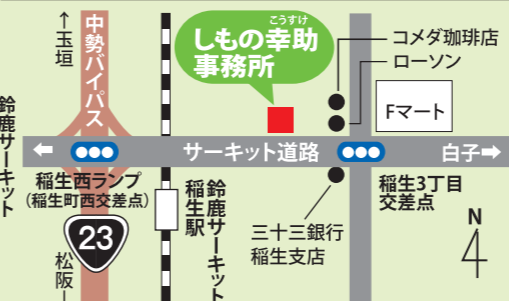 ↑玉垣
中勢バイパス
こうすけ
しもの幸助
事務所
コメダ珈琲店
ローソン
Fマート
鈴鹿サーキット
←
サーキット道路
白子→
稲生西ランプ
(稲生町西交差点)
23
松阪
鈴鹿サーキット
稲生駅
三十三銀行
稲生支店
稲生3丁目
交差点
N